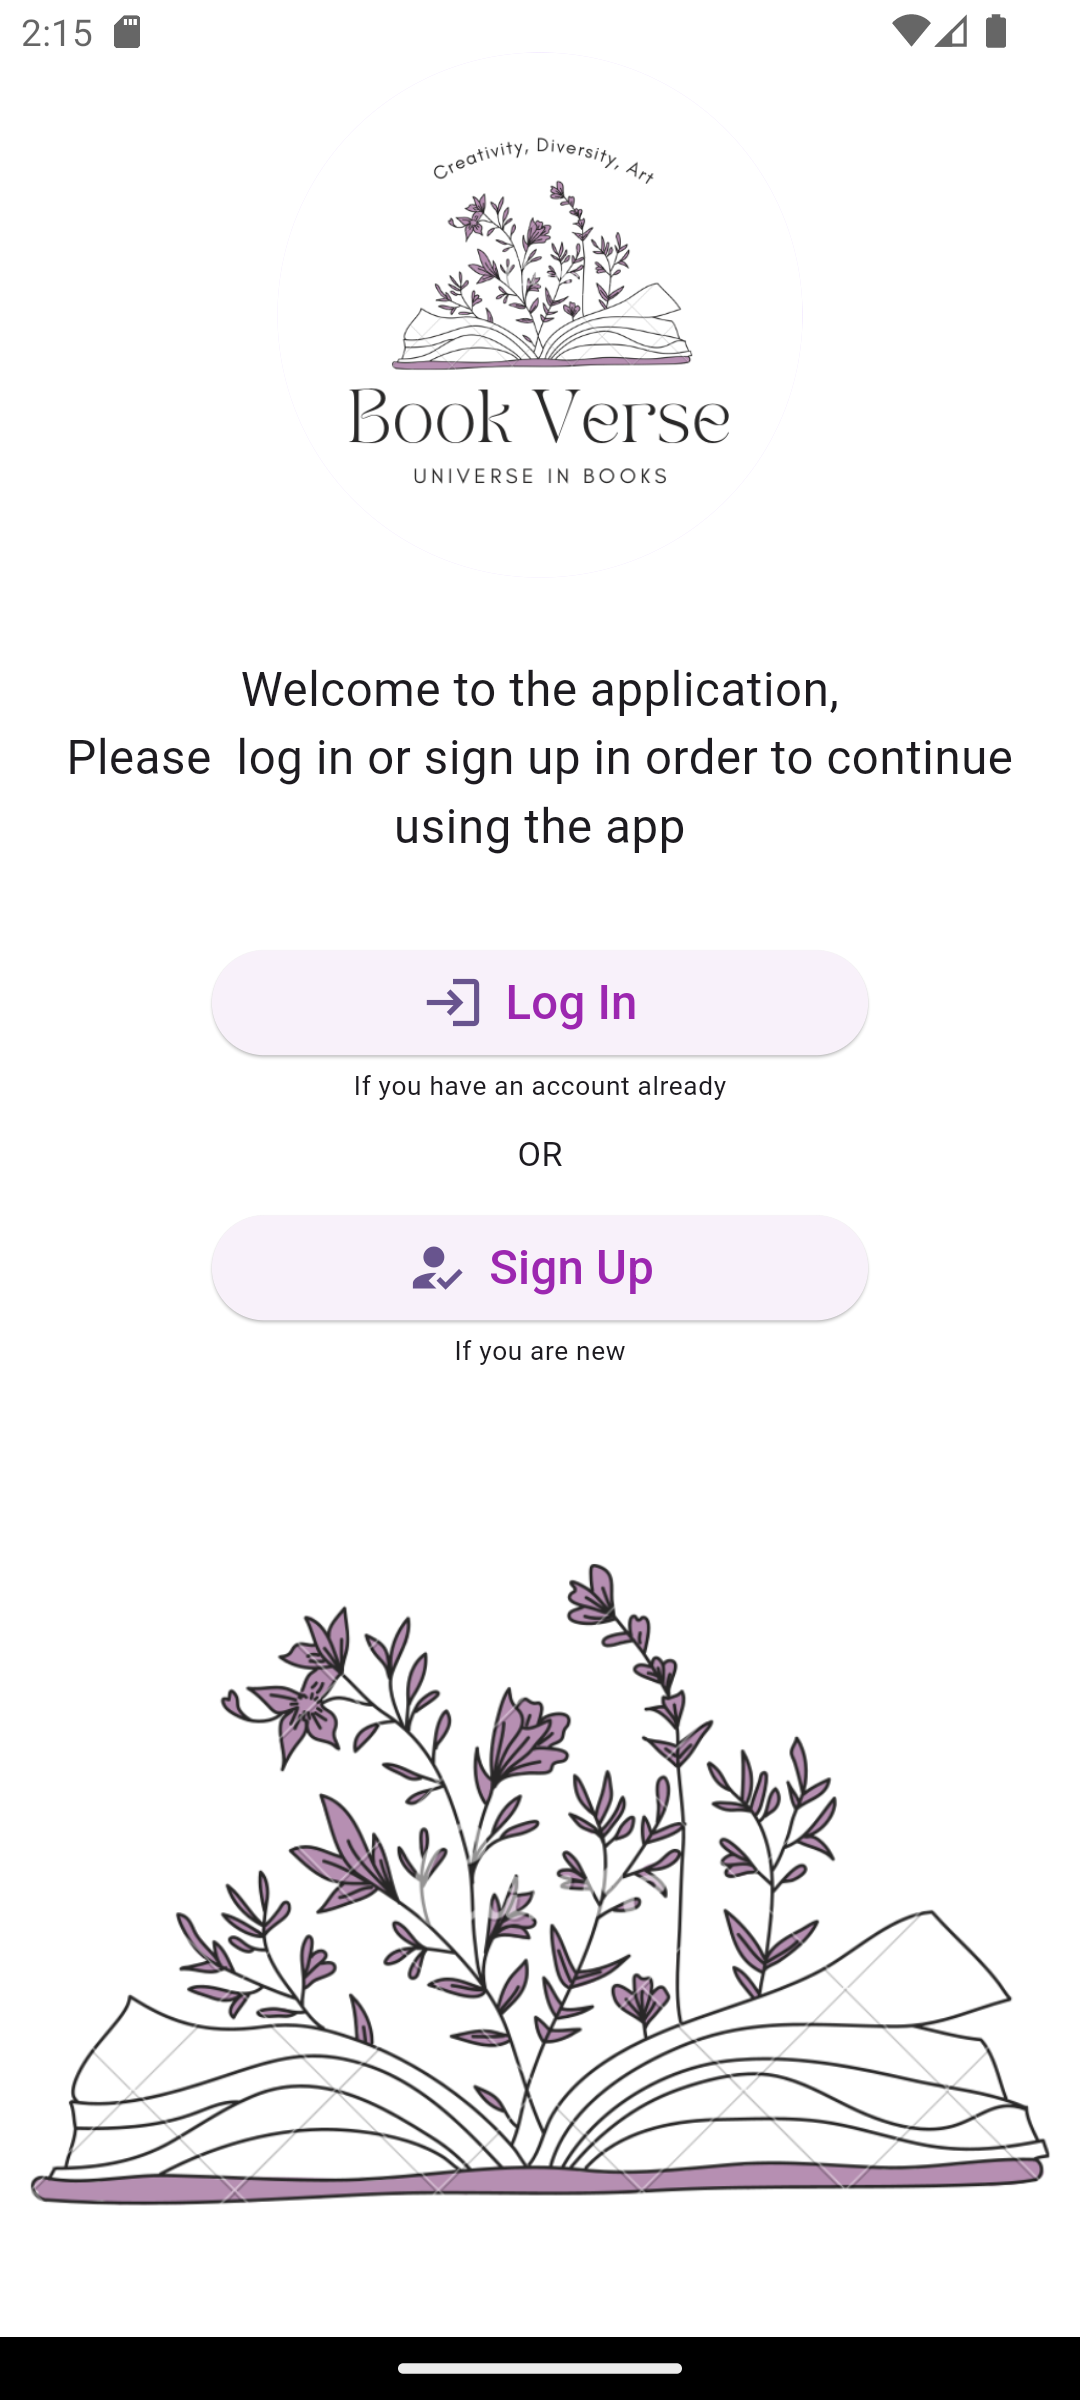 2:15
Creativity, Diversity, Art
Book Verse
UNIVERSE IN BOOKS
Welcome to the application,
Please  log in or sign up in order to continue
using the app
Log In
If you have an account already
OR
Sign Up
If you are new